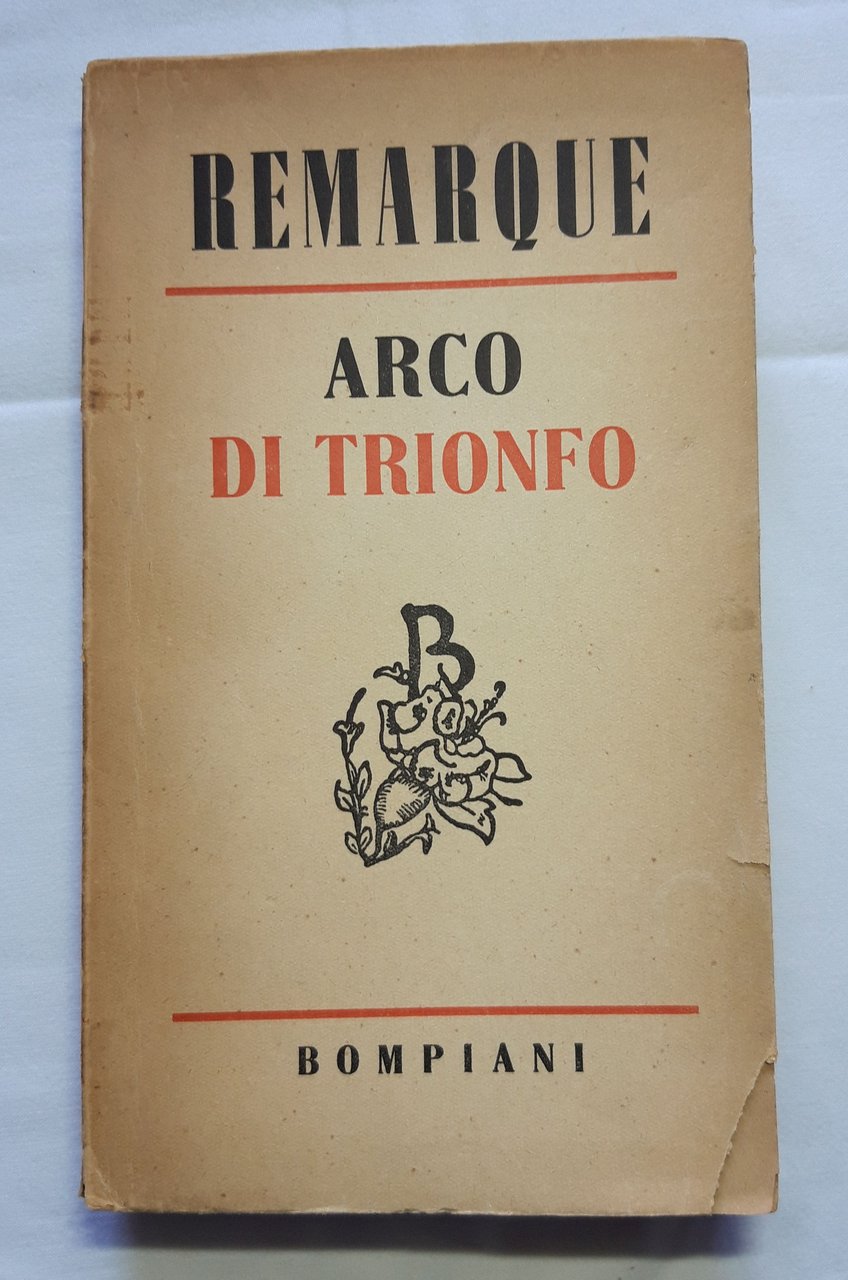 REMARQUE
ARCO
DI TRIONFO
B
BOMPIANI